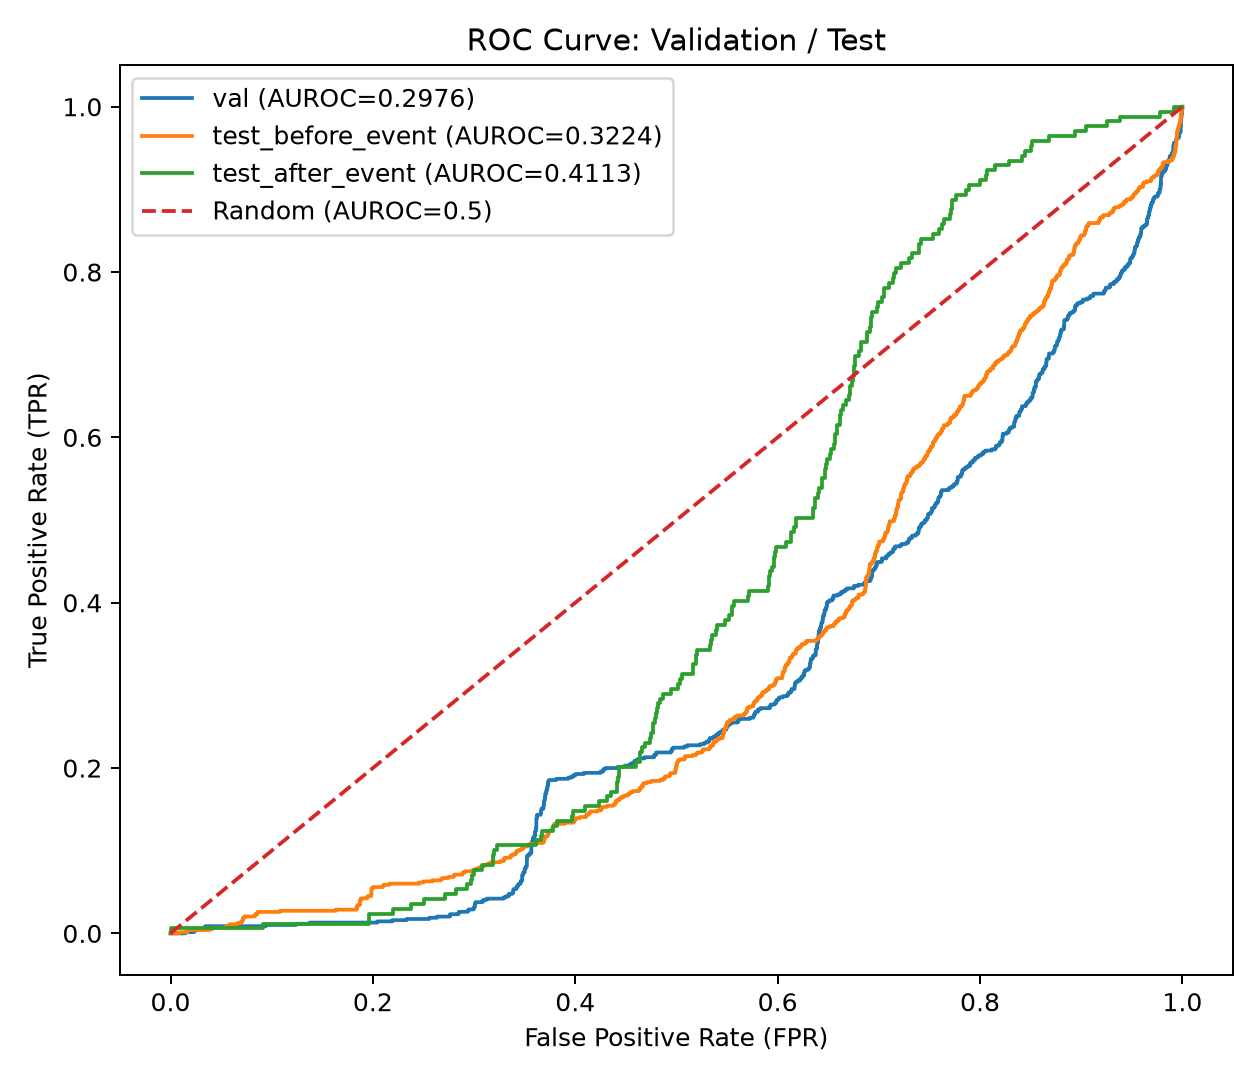 ROC Curve: Validation / Test
val (AUROC=0.2976)
test_before_event (AUROC=0.3224)
test_after_event (AUROC=0.4113)
Random (AUROC=0.5)
True Positive Rate (TPR)
1.0
0.8
0.6
0.4
0.2
0.0
0.0 0.2 0.4 0.6 0.8 1.0
False Positive Rate (FPR)